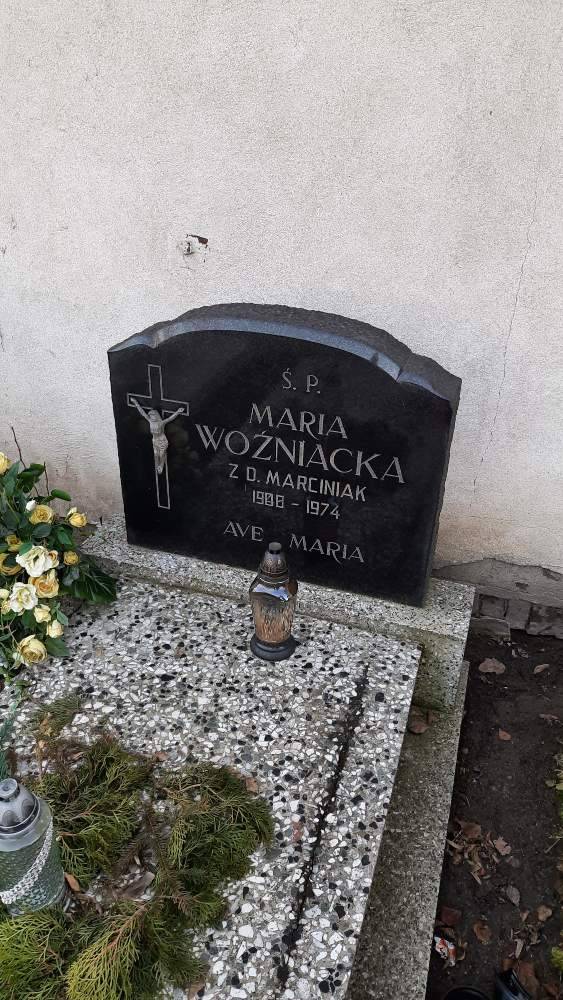 Ś. P.
MARIA
WOŹNIACKA
Z D. MARCINIAK
1908 - 1974
AVE MARIA